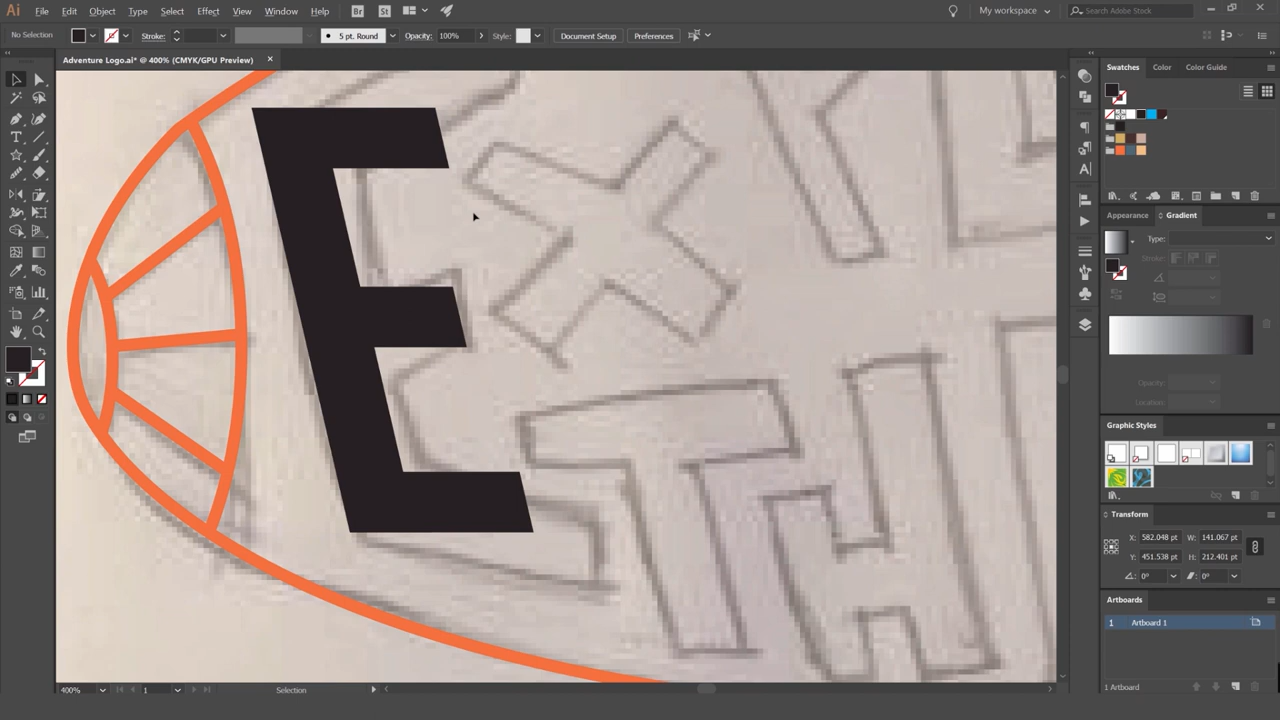 Ai File Edit Object Type Select Effect View Window Help Br St My workspace Search Adobe Stock
No Selection Stroke: 5 pt. Round Opacity: 100% Style: Document Setup Preferences
Adventure Logo.ai* @ 400% (CMYK/GPU Preview)
Swatches Color Color Guide
Appearance Gradient
Type:
Stroke:
Opacity:
Location:
Graphic Styles
Transform
X: 582.048 pt W: 141.067 pt
Y: 451.538 pt H: 212.401 pt
0° 0°
Artboards
1 Artboard 1
E X
T H
400% 1 Selection 1 Artboard